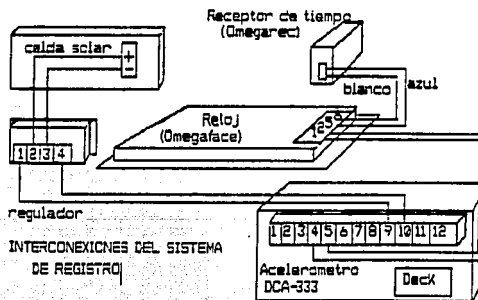 Receptor de tiempo
(Omegarec)
celda solar
+
-
blanco
azul
Reloj
(Omegaface)
1 2 3 4
regulador
1 2 3 4 5 6 7 8 9 10 11 12
INTERCONEXIONES DEL SISTEMA
DE REGISTRO
Acelerometro
DCA-333
Deck